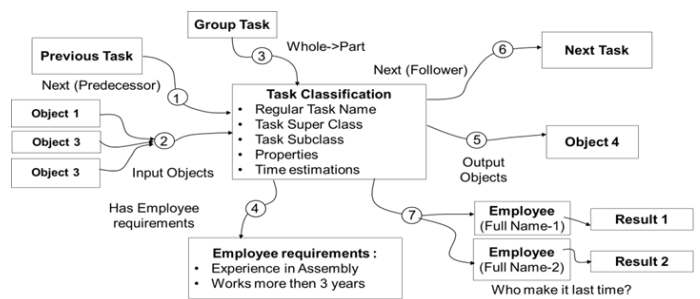 Group Task
Previous Task
3
Whole->Part
6
Next Task
Next (Predecessor)
1
Next (Follower)
Task Classification
• Regular Task Name
• Task Super Class
• Task Subclass
• Properties
• Time estimations
Object 1
Object 3
Object 3
2
Input Objects
5
Output
Objects
Object 4
Has Employee
requirements
4
7
Employee
(Full Name-1)
Result 1
Employee
(Full Name-2)
Result 2
Employee requirements :
• Experience in Assembly
• Works more then 3 years
Who make it last time?